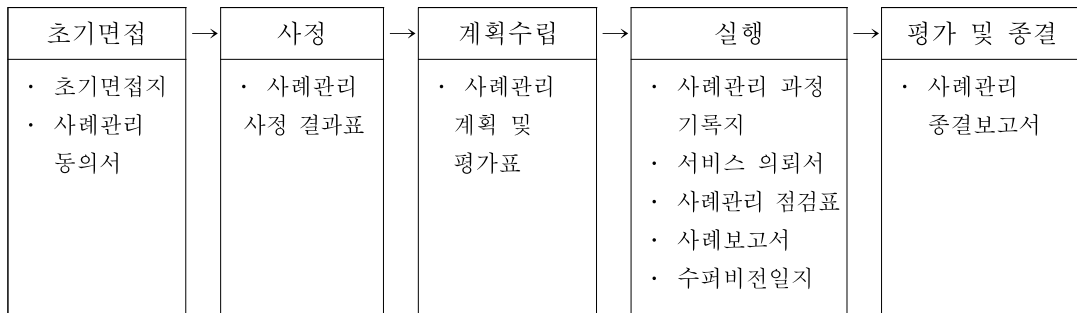 초기면접 → 사정 → 계획수립 → 실행 → 평가 및 종결
· 초기면접지
· 사례관리
동의서
· 사례관리
사정 결과표
· 사례관리
계획 및
평가표
· 사례관리 과정
기록지
· 서비스 의뢰서
· 사례관리 점검표
· 사례보고서
· 수퍼비전일지
· 사례관리
종결보고서